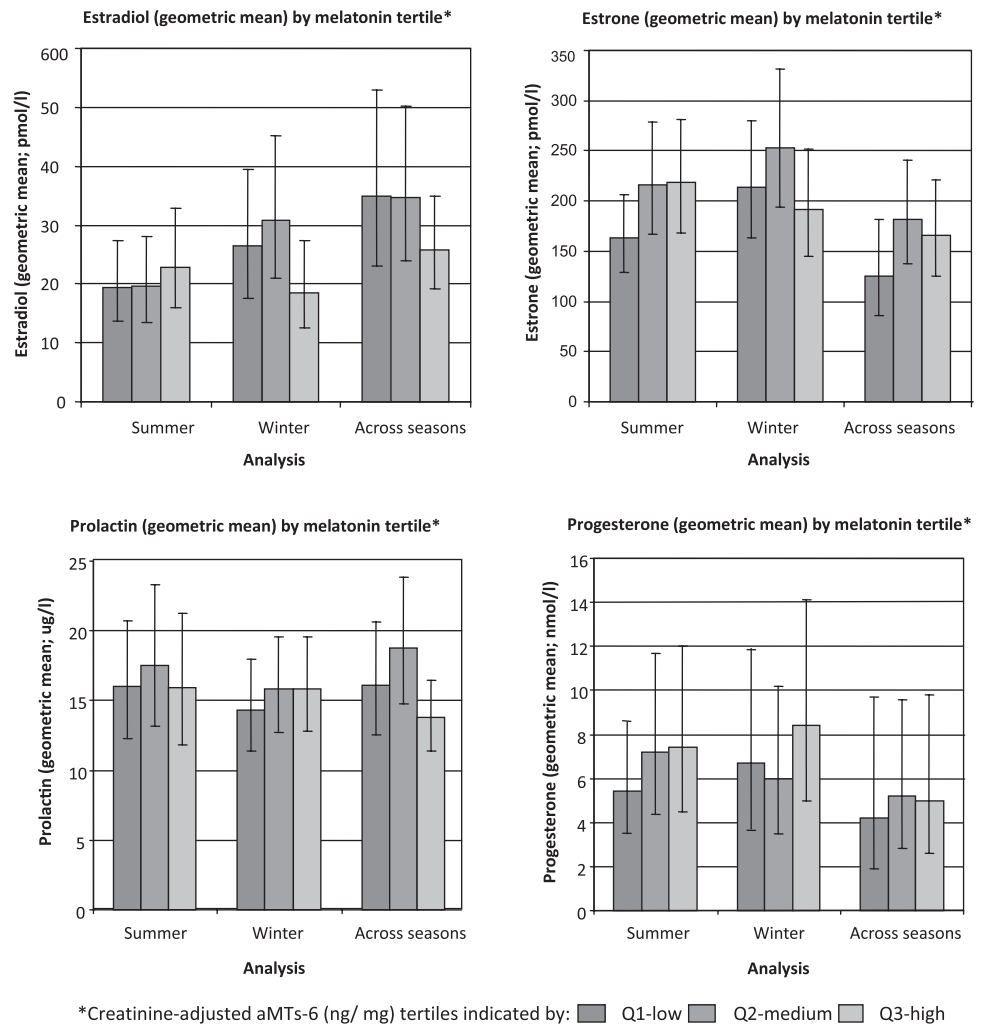 Estradiol (geometric mean) by melatonin tertile*
Estradiol (geometric mean; pmol/l)
600
50
40
30
20
10
0
Summer Winter Across seasons
Analysis
Estrone (geometric mean) by melatonin tertile*
Estrone (geometric mean; pmol/l)
350
300
250
200
150
100
50
0
Summer Winter Across seasons
Analysis
Prolactin (geometric mean) by melatonin tertile*
Prolactin (geometric mean; ug/l)
25
20
15
10
5
0
Summer Winter Across seasons
Analysis
Progesterone (geometric mean) by melatonin tertile*
Progesterone (geometric mean; nmol/l)
16
14
12
10
8
6
4
2
0
Summer Winter Across seasons
Analysis
*Creatinine-adjusted aMTs-6 (ng/ mg) tertiles indicated by: Q1-low Q2-medium Q3-high